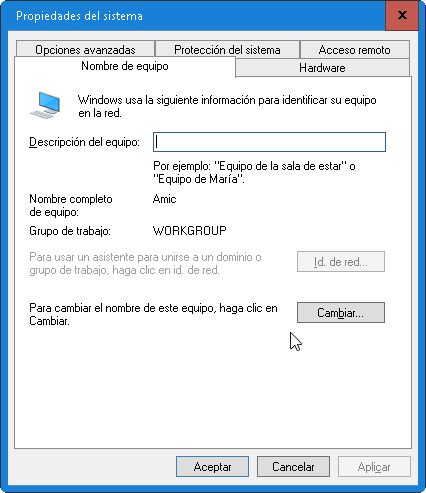 Propiedades del sistema
Opciones avanzadas
Protección del sistema
Acceso remoto
Nombre de equipo
Hardware
Windows usa la siguiente información para identificar su equipo
en la red.
Descripción del equipo:
Por ejemplo: "Equipo de la sala de estar" o
"Equipo de María".
Nombre completo
de equipo:
Amic
Grupo de trabajo:
WORKGROUP
Para usar un asistente para unirse a un dominio o
grupo de trabajo, haga clic en id. de red.
Id. de red...
Para cambiar el nombre de este equipo, haga clic en
Cambiar.
Cambiar...
Aceptar
Cancelar
Aplicar